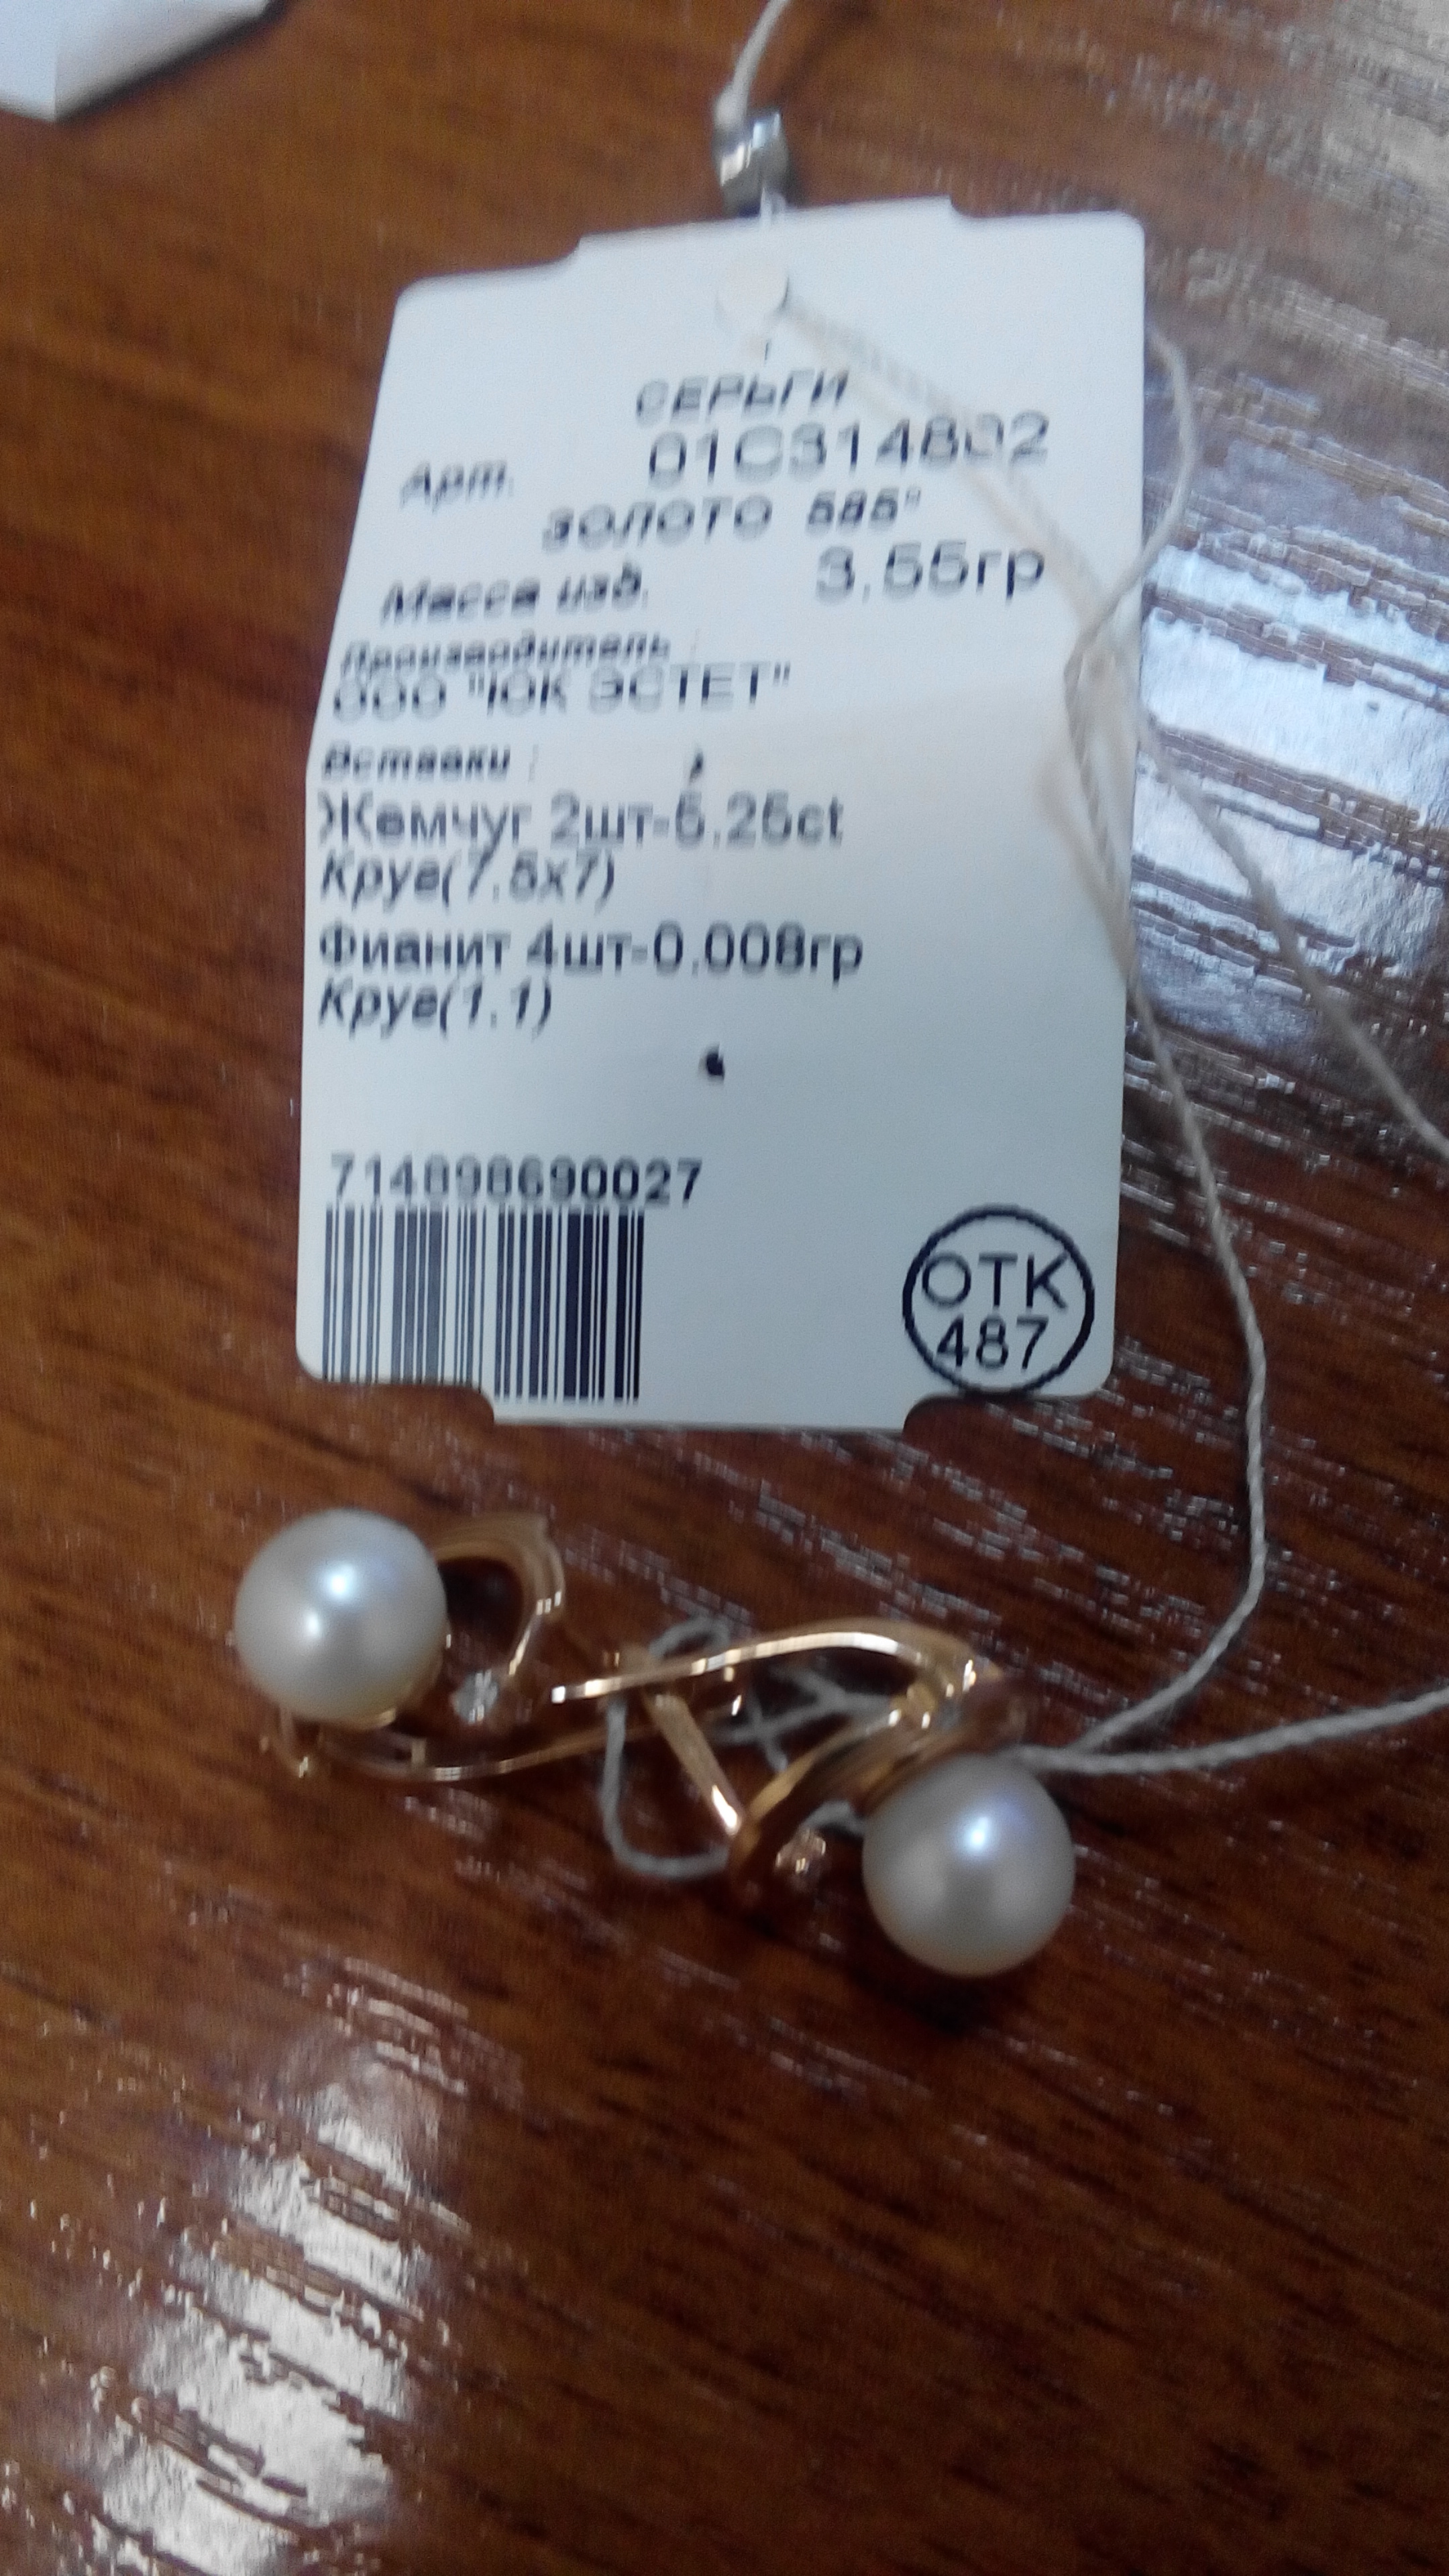 СЕРЬГИ
Арт. 01С314802
ЗОЛОТО 585°
Масса изд. 3.55гр
Производитель
ООО "ЮК ЭСТЕТ"
Вставки :
Жемчуг 2шт-5.25ct
Круг(7.5x7)
Фианит 4шт-0.008гр
Круг(1.1)
714898690027
ОТК
487